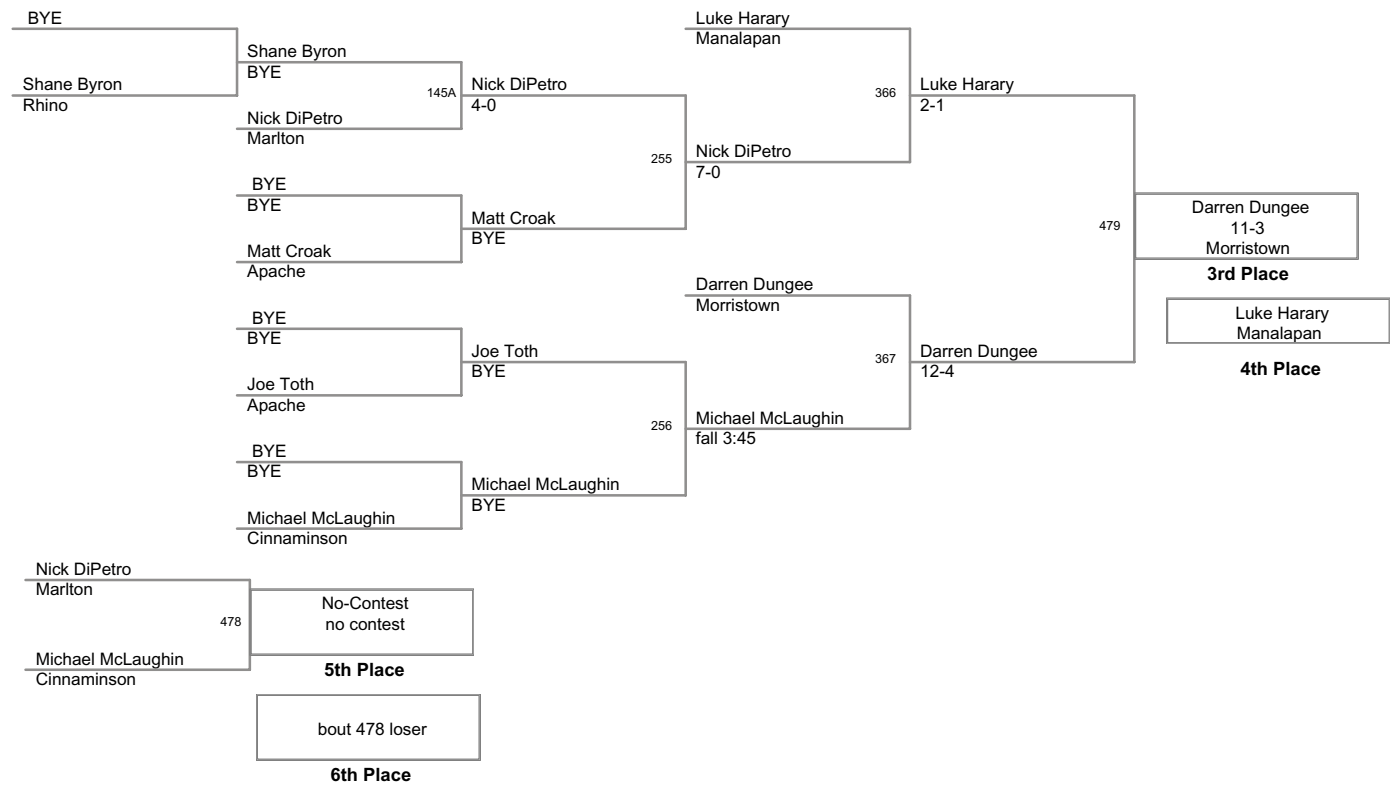 BYE
Shane Byron
Rhino
Shane Byron
BYE
145A
Nick DiPetro
Marlton
BYE
BYE
Matt Croak
Apache
BYE
BYE
Joe Toth
Apache
BYE
BYE
Michael McLaughin
Cinnaminson
Nick DiPetro
4-0
255
Matt Croak
BYE
Joe Toth
BYE
256
Michael McLaughin
BYE
Luke Harary
Manalapan
366
Nick DiPetro
7-0
Darren Dungee
Morristown
367
Michael McLaughin
fall 3:45
Luke Harary
2-1
479
Darren Dungee
12-4
Darren Dungee
11-3
Morristown
3rd Place
Luke Harary
Manalapan
4th Place
Nick DiPetro
Marlton
478
Michael McLaughin
Cinnaminson
No-Contest
no contest
5th Place
bout 478 loser
6th Place